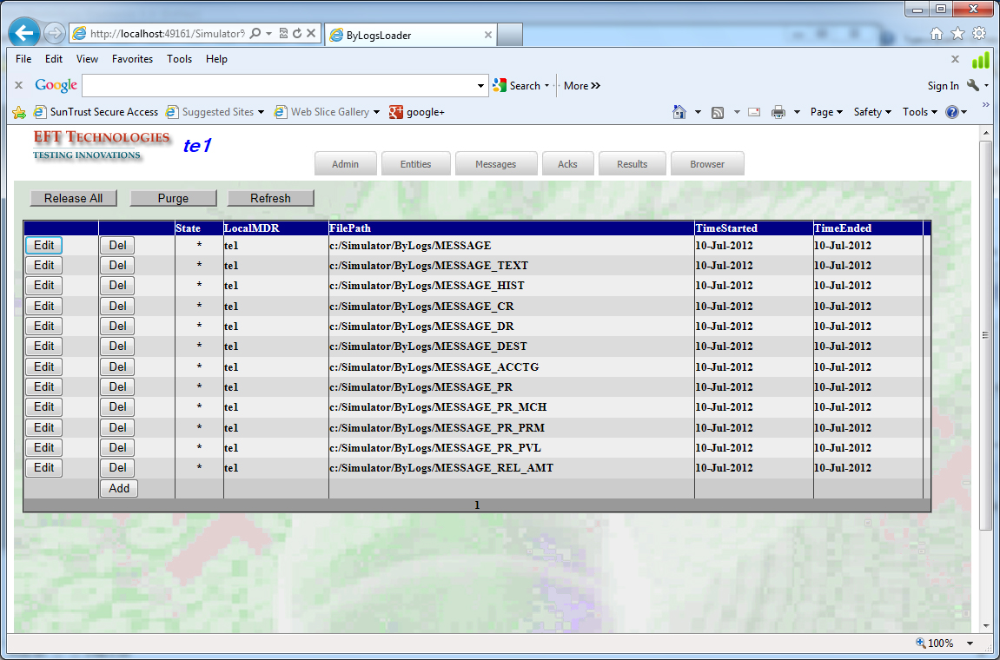 http://localhost:49161/Simulator9
ByLogsLoader
File Edit View Favorites Tools Help
Google Search More Sign In
SunTrust Secure Access Suggested Sites Web Slice Gallery google+ Page Safety Tools
EFT TECHNOLOGIES
TESTING INNOVATIONS
te1
Admin Entities Messages Acks Results Browser
Release All Purge Refresh
State LocalMDR FilePath TimeStarted TimeEnded
Edit Del * te1 c:/Simulator/ByLogs/MESSAGE 10-Jul-2012 10-Jul-2012
Edit Del * te1 c:/Simulator/ByLogs/MESSAGE_TEXT 10-Jul-2012 10-Jul-2012
Edit Del * te1 c:/Simulator/ByLogs/MESSAGE_HIST 10-Jul-2012 10-Jul-2012
Edit Del * te1 c:/Simulator/ByLogs/MESSAGE_CR 10-Jul-2012 10-Jul-2012
Edit Del * te1 c:/Simulator/ByLogs/MESSAGE_DR 10-Jul-2012 10-Jul-2012
Edit Del * te1 c:/Simulator/ByLogs/MESSAGE_DEST 10-Jul-2012 10-Jul-2012
Edit Del * te1 c:/Simulator/ByLogs/MESSAGE_ACCTG 10-Jul-2012 10-Jul-2012
Edit Del * te1 c:/Simulator/ByLogs/MESSAGE_PR 10-Jul-2012 10-Jul-2012
Edit Del * te1 c:/Simulator/ByLogs/MESSAGE_PR_MCH 10-Jul-2012 10-Jul-2012
Edit Del * te1 c:/Simulator/ByLogs/MESSAGE_PR_PRM 10-Jul-2012 10-Jul-2012
Edit Del * te1 c:/Simulator/ByLogs/MESSAGE_PR_PVL 10-Jul-2012 10-Jul-2012
Edit Del * te1 c:/Simulator/ByLogs/MESSAGE_REL_AMT 10-Jul-2012 10-Jul-2012
Add
1
100%